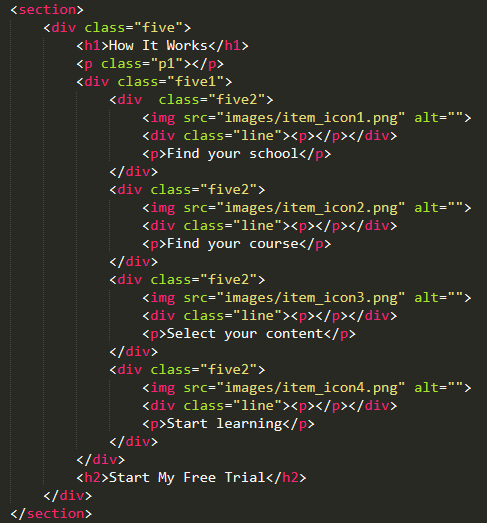 <section>
    <div class="five">
        <h1>How It Works</h1>
        <p class="p1"></p>
        <div class="five1">
            <div  class="five2">
                <img src="images/item_icon1.png" alt="">
                <div class="line"><p></p></div>
                <p>Find your school</p>
            </div>
            <div class="five2">
                <img src="images/item_icon2.png" alt="">
                <div class="line"><p></p></div>
                <p>Find your course</p>
            </div>
            <div class="five2">
                <img src="images/item_icon3.png" alt="">
                <div class="line"><p></p></div>
                <p>Select your content</p>
            </div>
            <div class="five2">
                <img src="images/item_icon4.png" alt="">
                <div class="line"><p></p></div>
                <p>Start learning</p>
            </div>
        </div>
        <h2>Start My Free Trial</h2>
    </div>
</section>